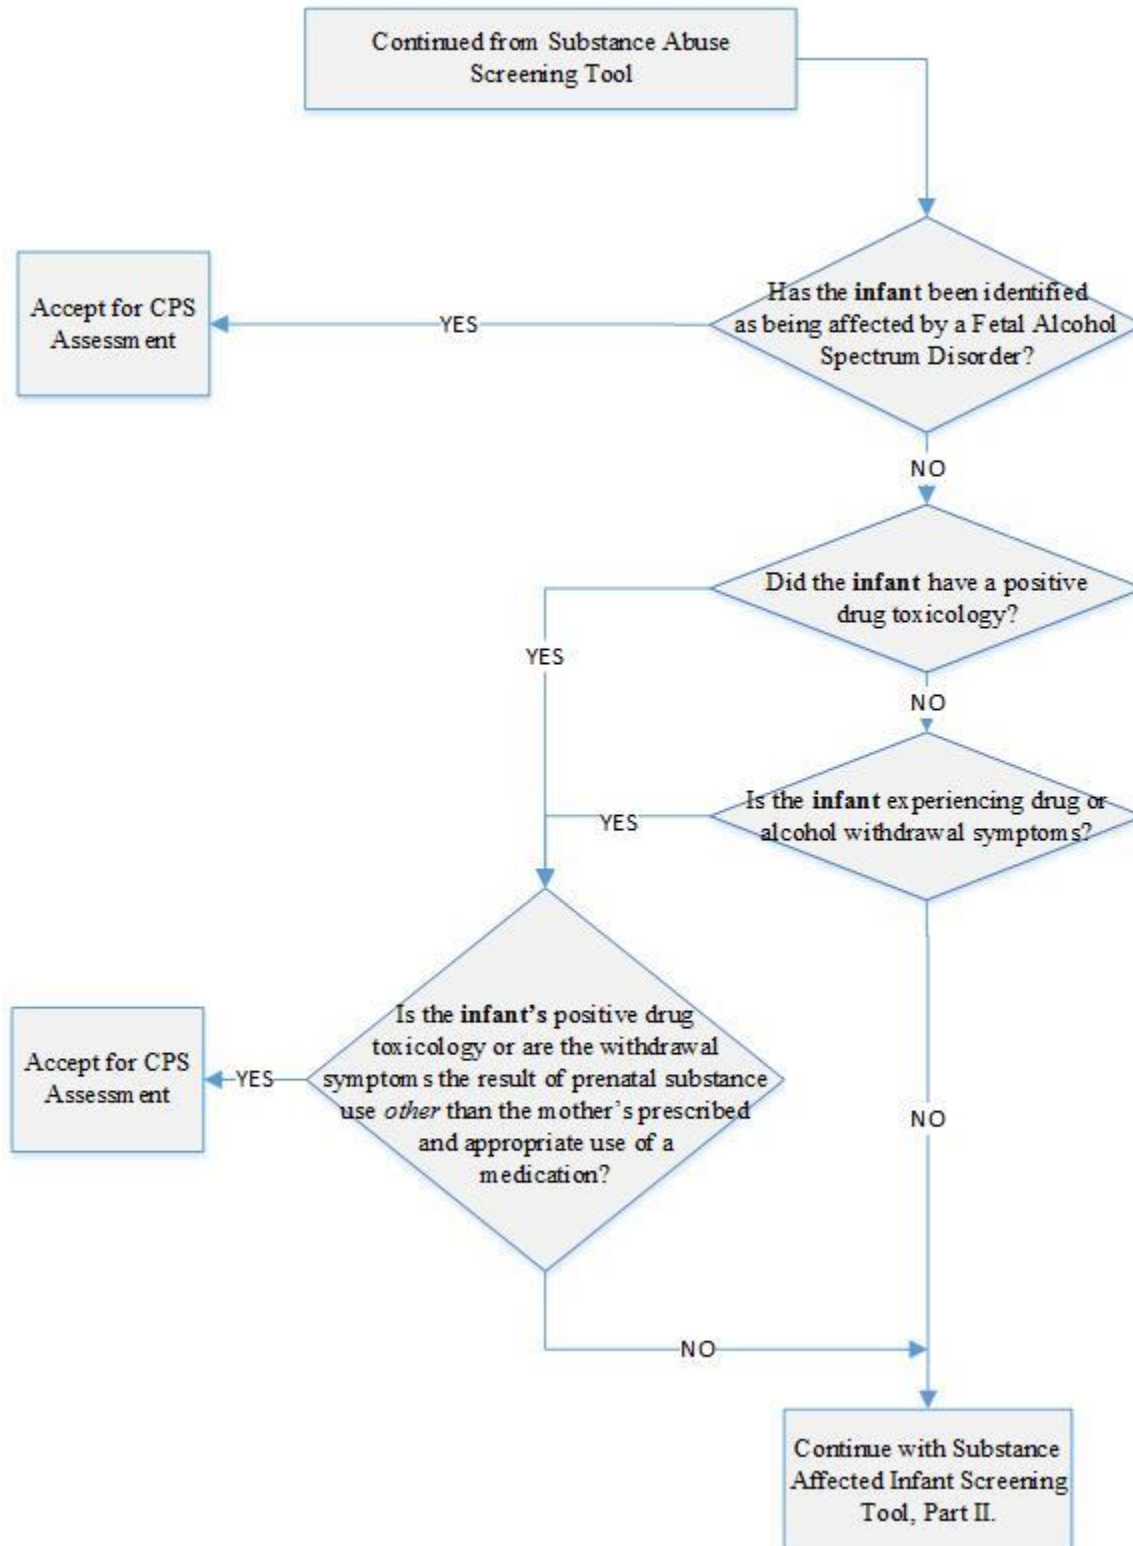 Continued from Substance Abuse
Screening Tool
Has the infant been identified
as being affected by a Fetal Alcohol
Spectrum Disorder?
YES
Accept for CPS
Assessment
NO
Did the infant have a positive
drug toxicology?
YES
NO
Is the infant experiencing drug or
alcohol withdrawal symptoms?
YES
Is the infant’s positive drug
toxicology or are the withdrawal
symptoms the result of prenatal substance
use other than the mother’s prescribed
and appropriate use of a
medication?
YES
Accept for CPS
Assessment
NO
NO
Continue with Substance
Affected Infant Screening
Tool, Part II.